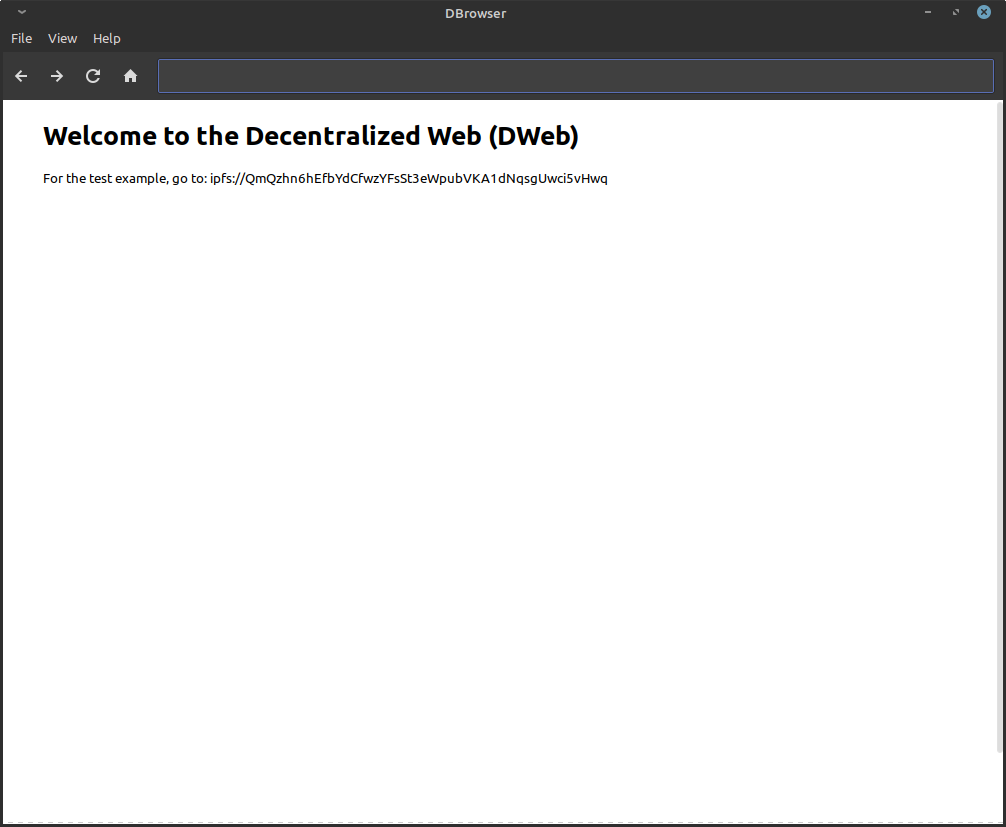 DBrowser
File View Help
Welcome to the Decentralized Web (DWeb)
For the test example, go to: ipfs://QmQzhn6hEfbYdCfwzYFsSt3eWpubVKA1dNqsgUwci5vHwq